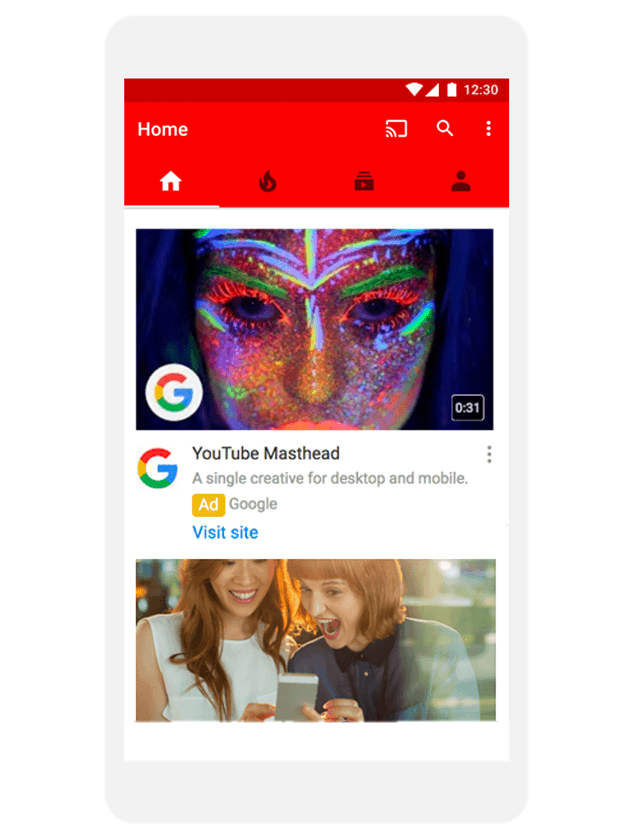 12:30
Home
0:31
YouTube Masthead
A single creative for desktop and mobile.
Ad Google
Visit site